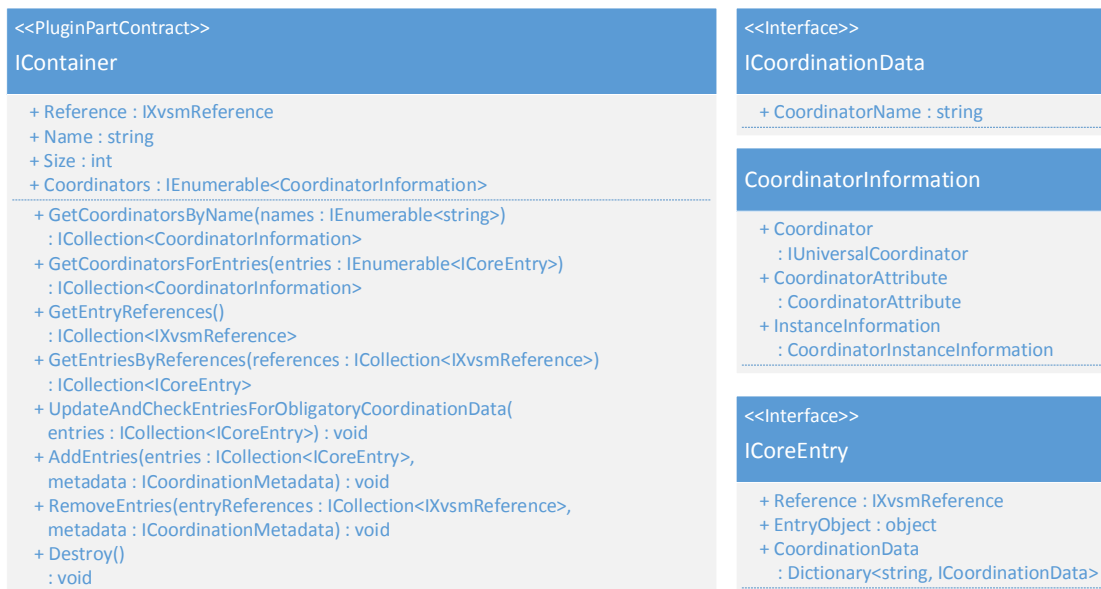 <<PluginPartContract>>
IContainer
+ Reference : IXvsmReference
+ Name : string
+ Size : int
+ Coordinators : IEnumerable<CoordinatorInformation>
+ GetCoordinatorsByName(names : IEnumerable<string>)
: ICollection<CoordinatorInformation>
+ GetCoordinatorsForEntries(entries : IEnumerable<ICoreEntry>)
: ICollection<CoordinatorInformation>
+ GetEntryReferences()
: ICollection<IXvsmReference>
+ GetEntriesByReferences(references : ICollection<IXvsmReference>)
: ICollection<ICoreEntry>
+ UpdateAndCheckEntriesForObligatoryCoordinationData(
entries : ICollection<ICoreEntry>) : void
+ AddEntries(entries : ICollection<ICoreEntry>,
metadata : ICoordinationMetadata) : void
+ RemoveEntries(entryReferences : ICollection<IXvsmReference>,
metadata : ICoordinationMetadata) : void
+ Destroy()
: void
<<Interface>>
ICoordinationData
+ CoordinatorName : string
CoordinatorInformation
+ Coordinator
: IUniversalCoordinator
+ CoordinatorAttribute
: CoordinatorAttribute
+ InstanceInformation
: CoordinatorInstanceInformation
<<Interface>>
ICoreEntry
+ Reference : IXvsmReference
+ EntryObject : object
+ CoordinationData
: Dictionary<string, ICoordinationData>